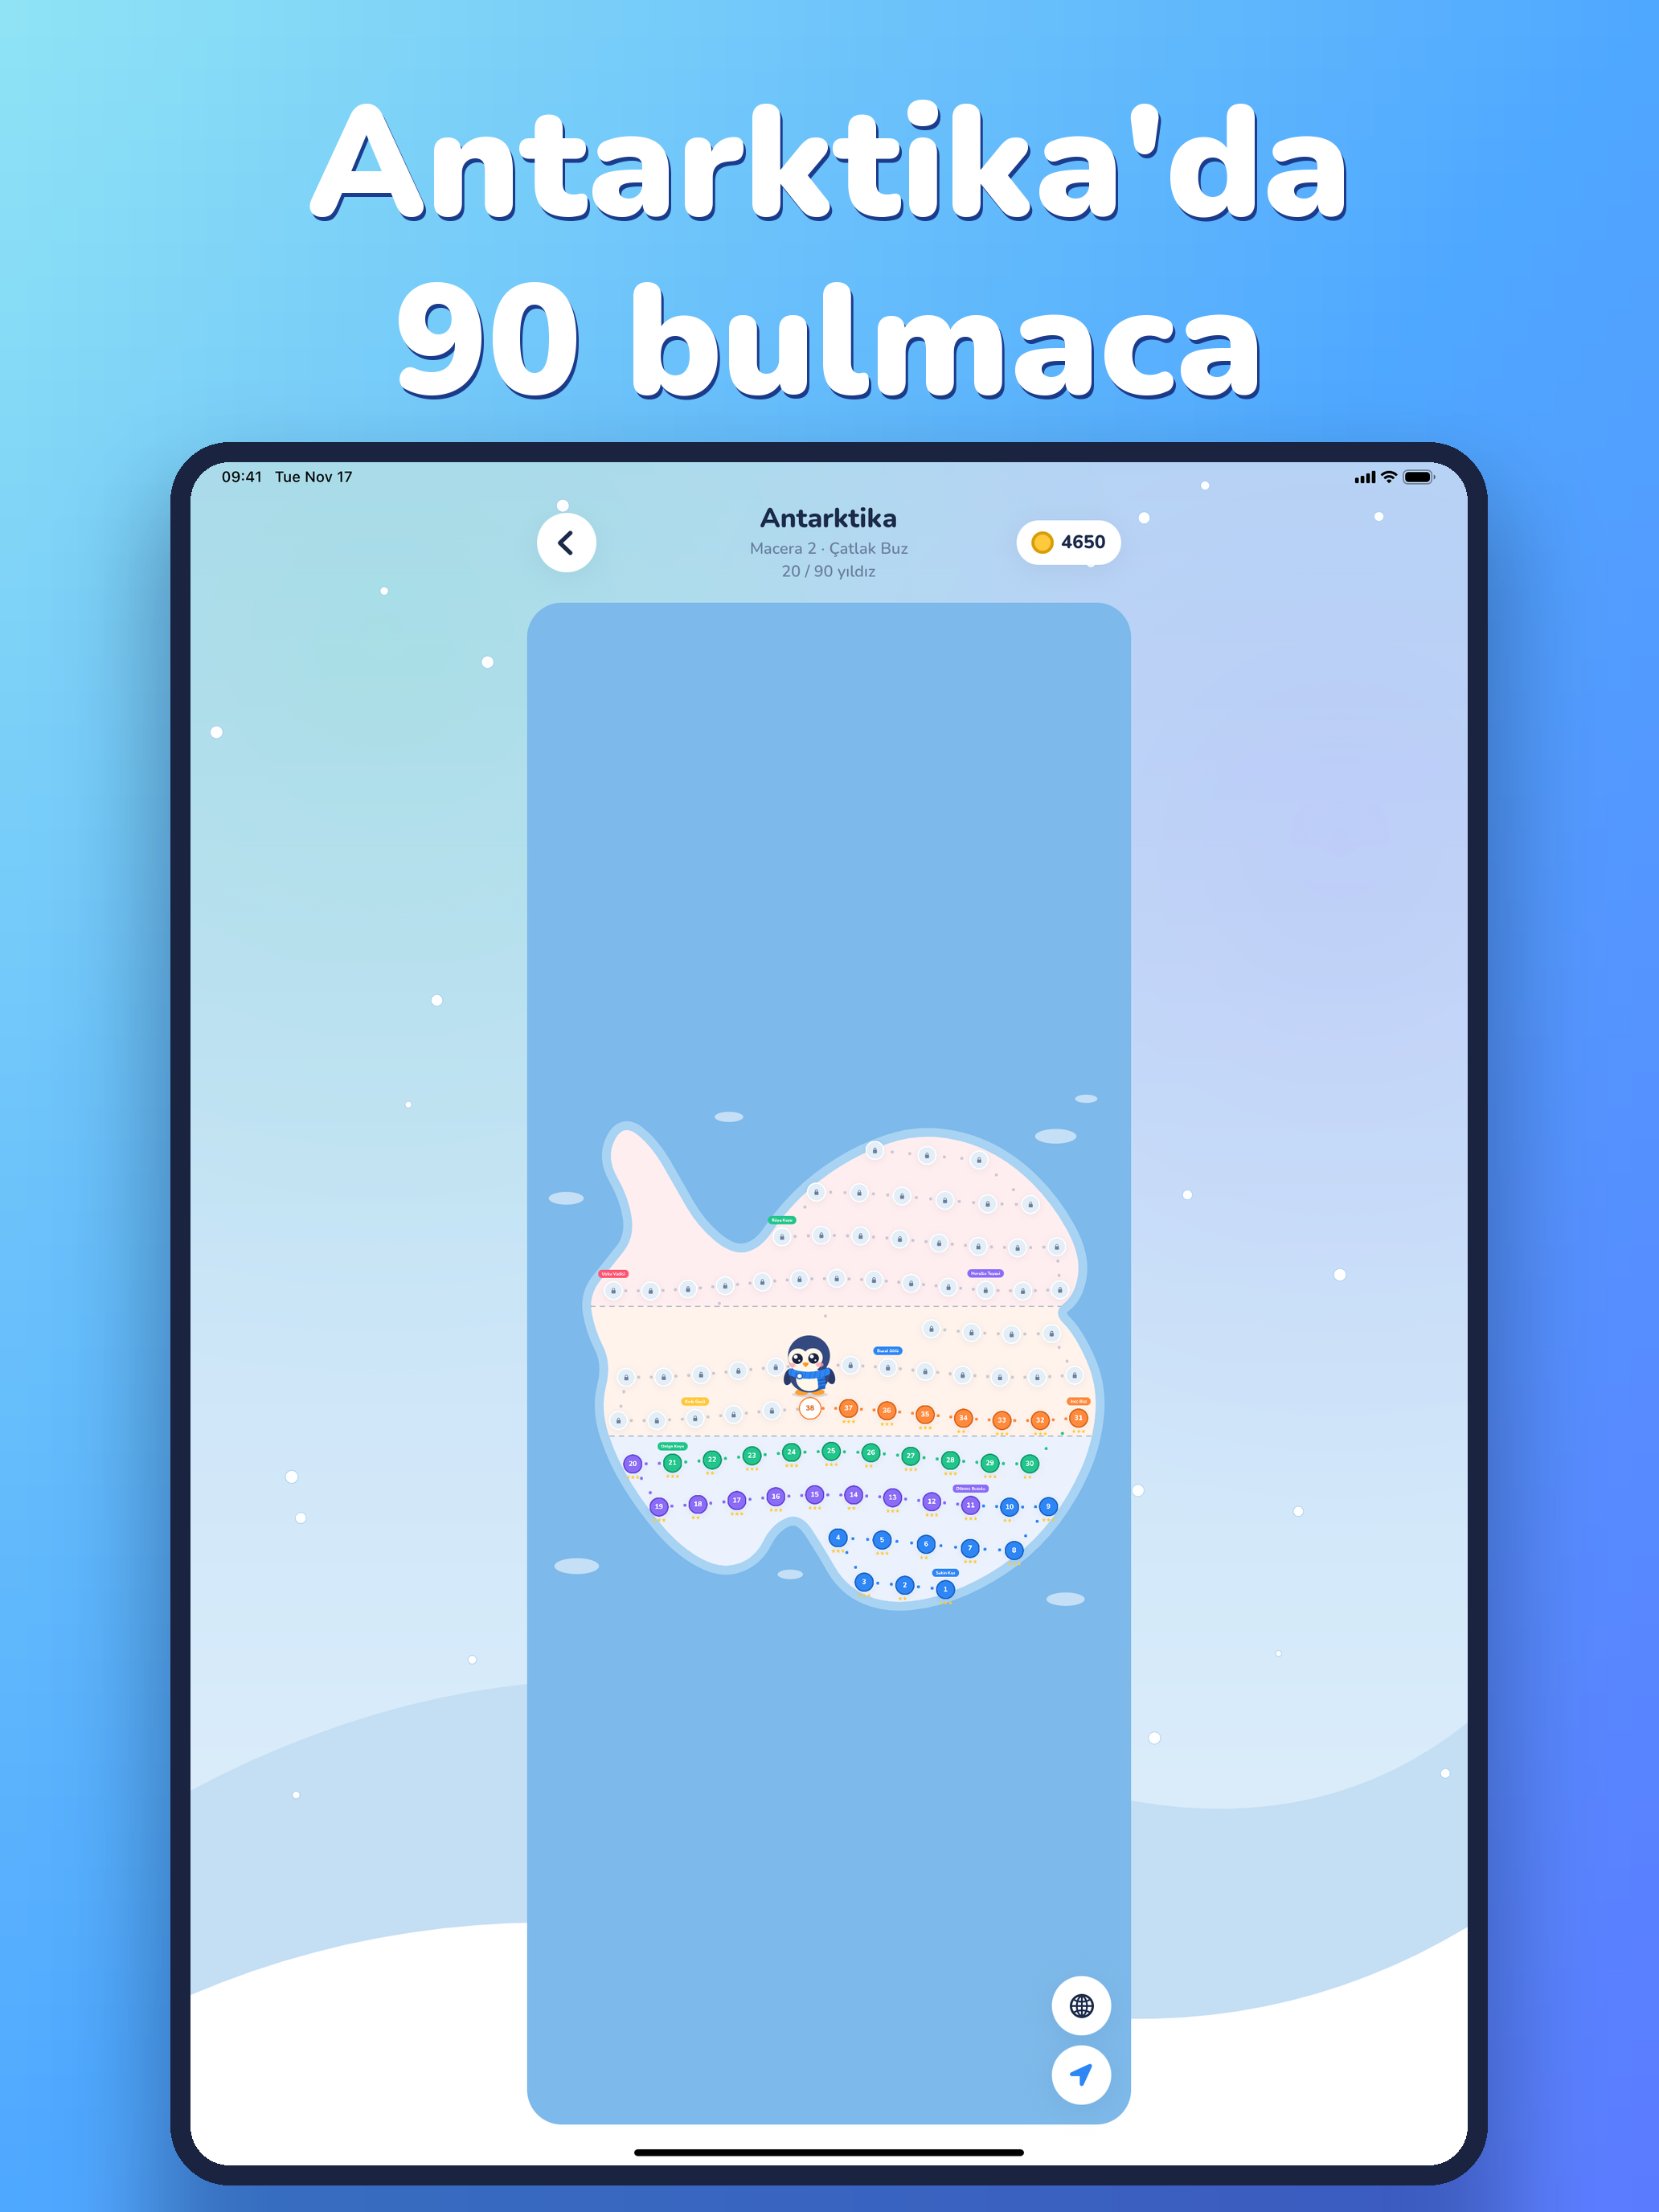 Antarktika'da
90 bulmaca
09:41 Tue Nov 17
Antarktika
Macera 2 · Çatlak Buz
20 / 90 yıldız
4650
38 37 36 35 34 33 32 31
20 21 22 23 24 25 26 27 28 29 30
19 18 17 16 15 14 13 12 11 10 9
4 5 6 7 8
Sakin Kıyı
3 2 1